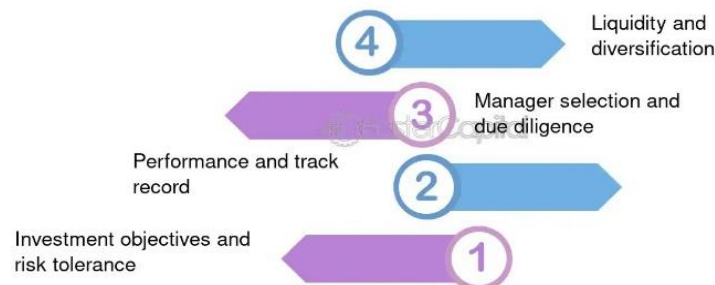 4
Liquidity and
diversification
3
Manager selection and
due diligence
Performance and track
record
2
Investment objectives and
risk tolerance
1